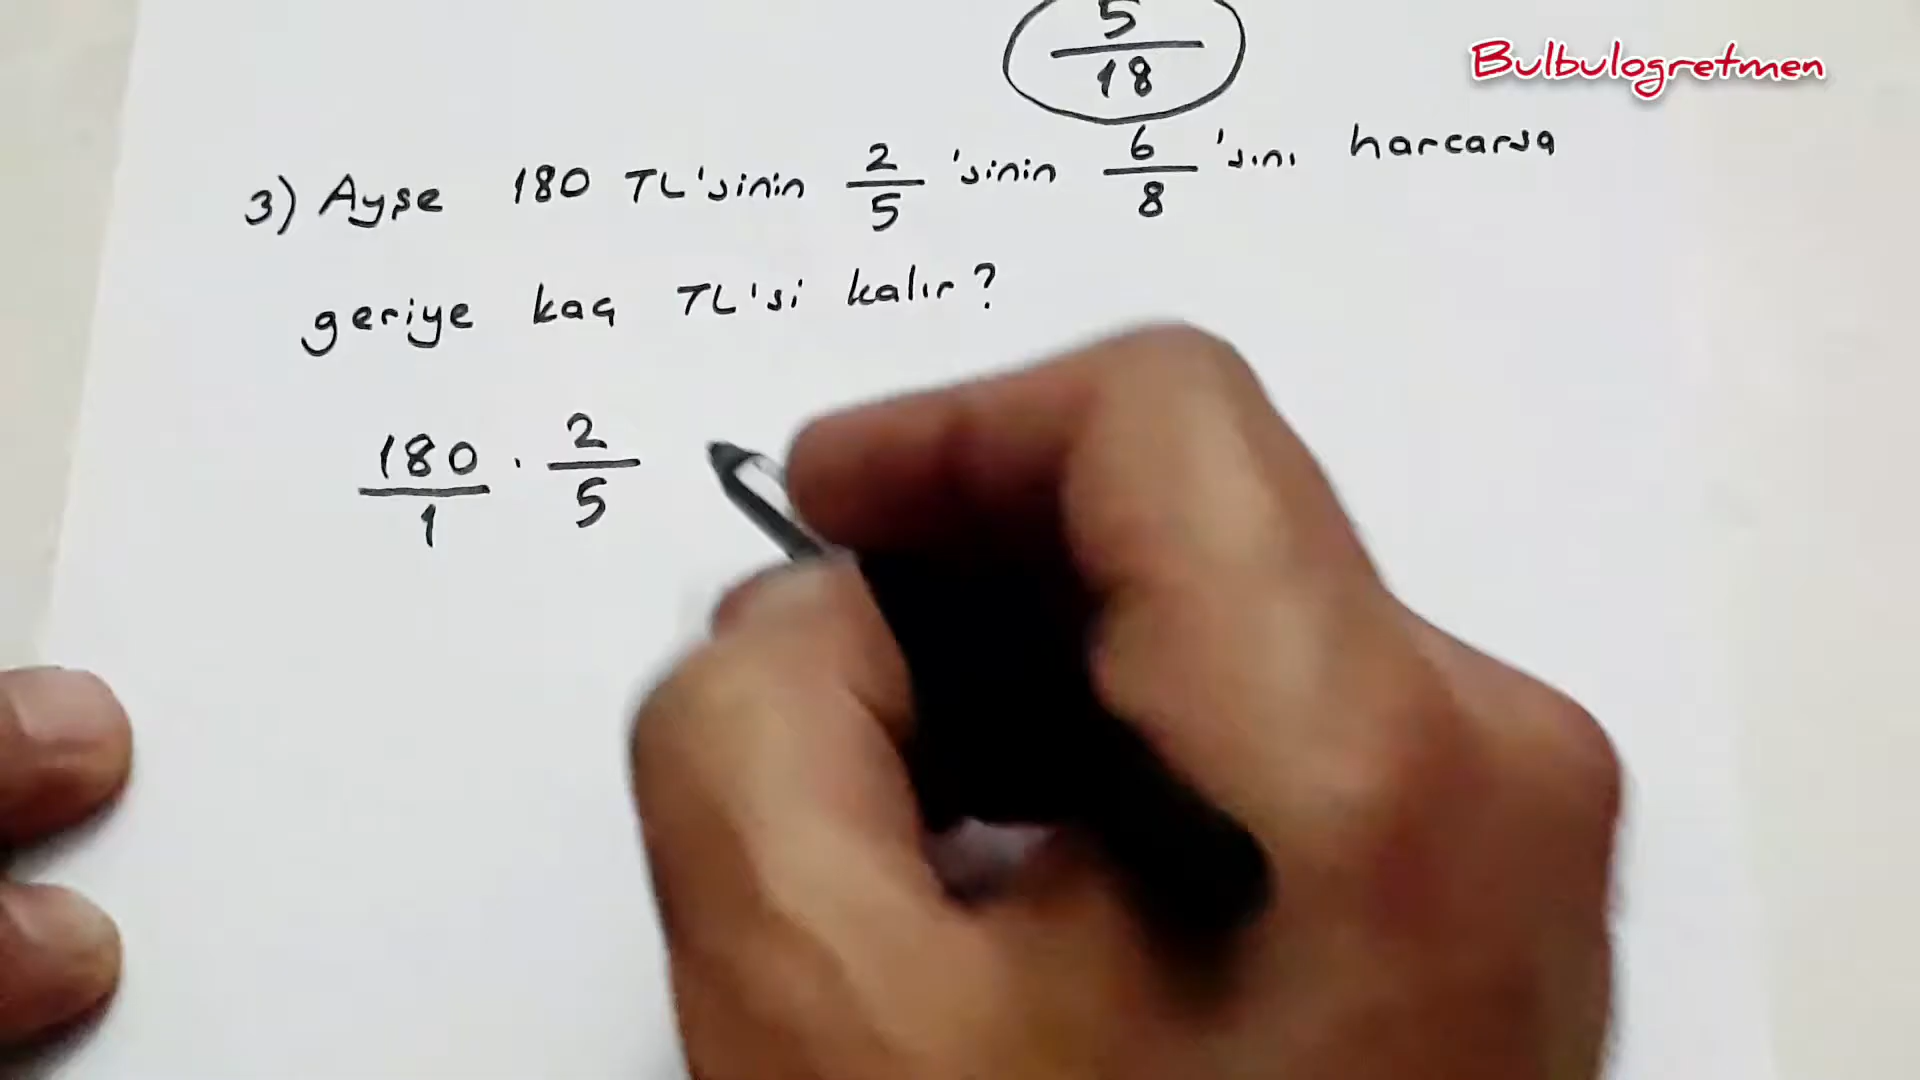 5/18
Bulbulogretmen
3) Ayşe 180 TL'sinin 2/5 'sinin 6/8 'sını harcarsa
geriye kaç TL'si kalır?
180/1 . 2/5